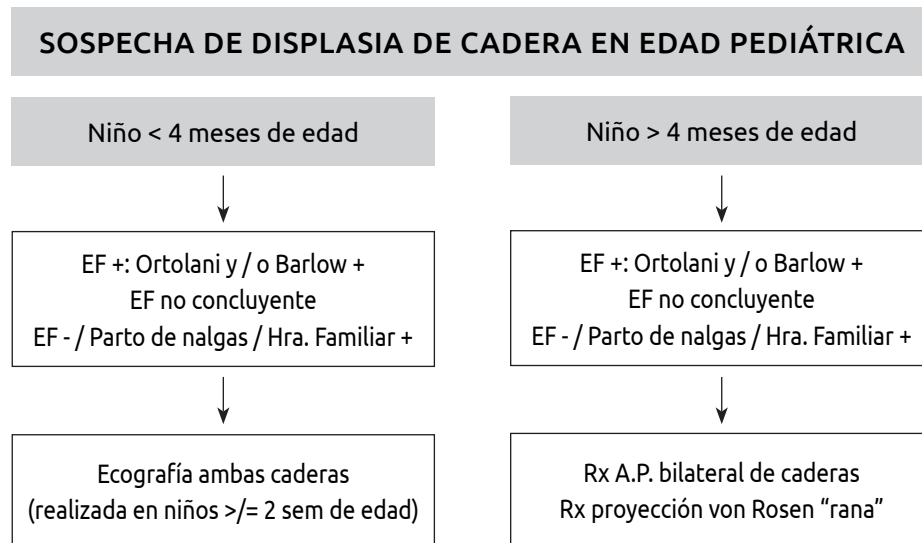 SOSPECHA DE DISPLASIA DE CADERA EN EDAD PEDIÁTRICA
Niño < 4 meses de edad
EF +: Ortolani y / o Barlow +
EF no concluyente
EF - / Parto de nalgas / Hra. Familiar +
Ecografía ambas caderas
(realizada en niños >/= 2 sem de edad)
Niño > 4 meses de edad
EF +: Ortolani y / o Barlow +
EF no concluyente
EF - / Parto de nalgas / Hra. Familiar +
Rx A.P. bilateral de caderas
Rx proyección von Rosen “rana”